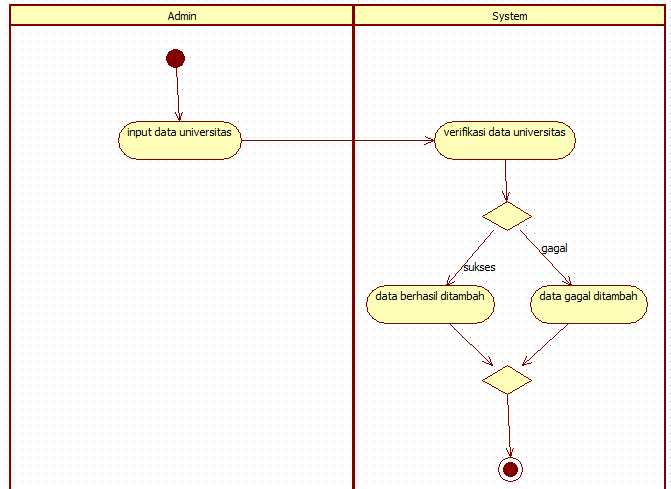 Admin
System
input data universitas
verifikasi data universitas
gagal
sukses
data berhasil ditambah
data gagal ditambah